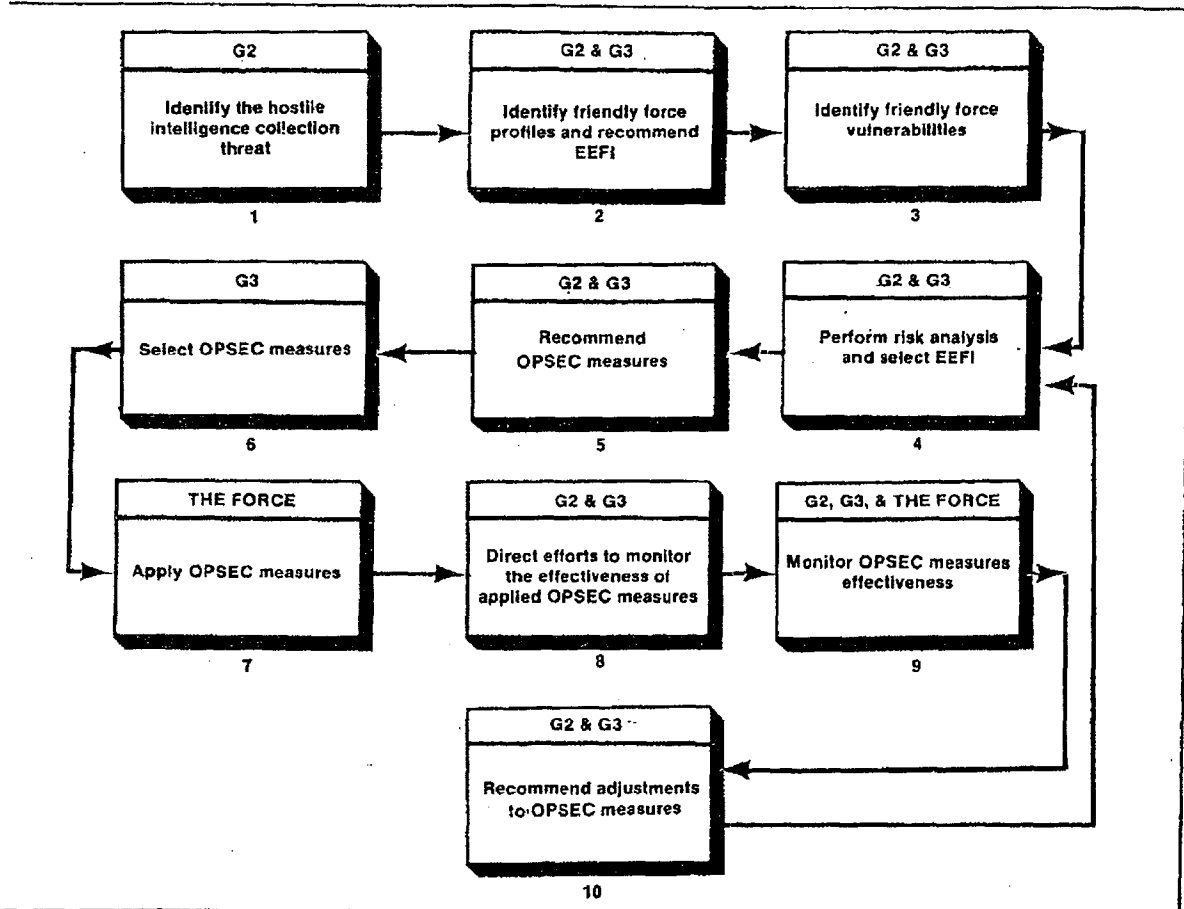 G2
Identify the hostile
intelligence collection
threat
1
G2 & G3
Identify friendly force
profiles and recommend
EEFI
2
G2 & G3
Identify friendly force
vulnerabilities
3
G2 & G3
Perform risk analysis
and select EEFI
4
G2 & G3
Recommend
OPSEC measures
5
G3
Select OPSEC measures
6
THE FORCE
Apply OPSEC measures
7
G2 & G3
Direct efforts to monitor
the effectiveness of
applied OPSEC measures
8
G2, G3, & THE FORCE
Monitor OPSEC measures
effectiveness
9
G2 & G3
Recommend adjustments
to OPSEC measures
10